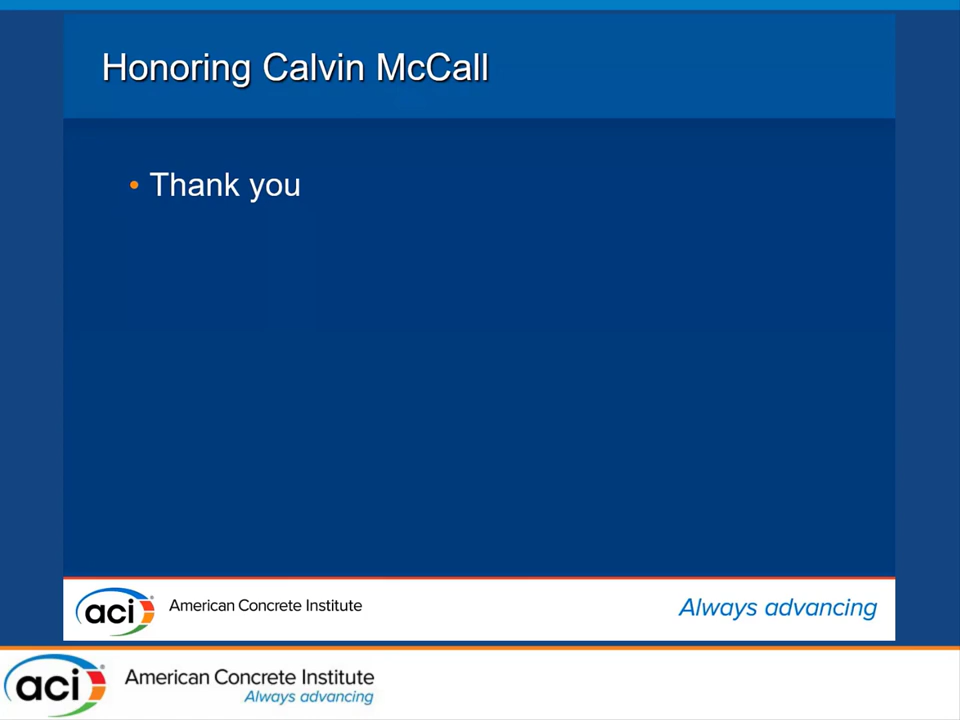 Honoring Calvin McCall
• Thank you
aci American Concrete Institute
Always advancing
aci American Concrete Institute
Always advancing